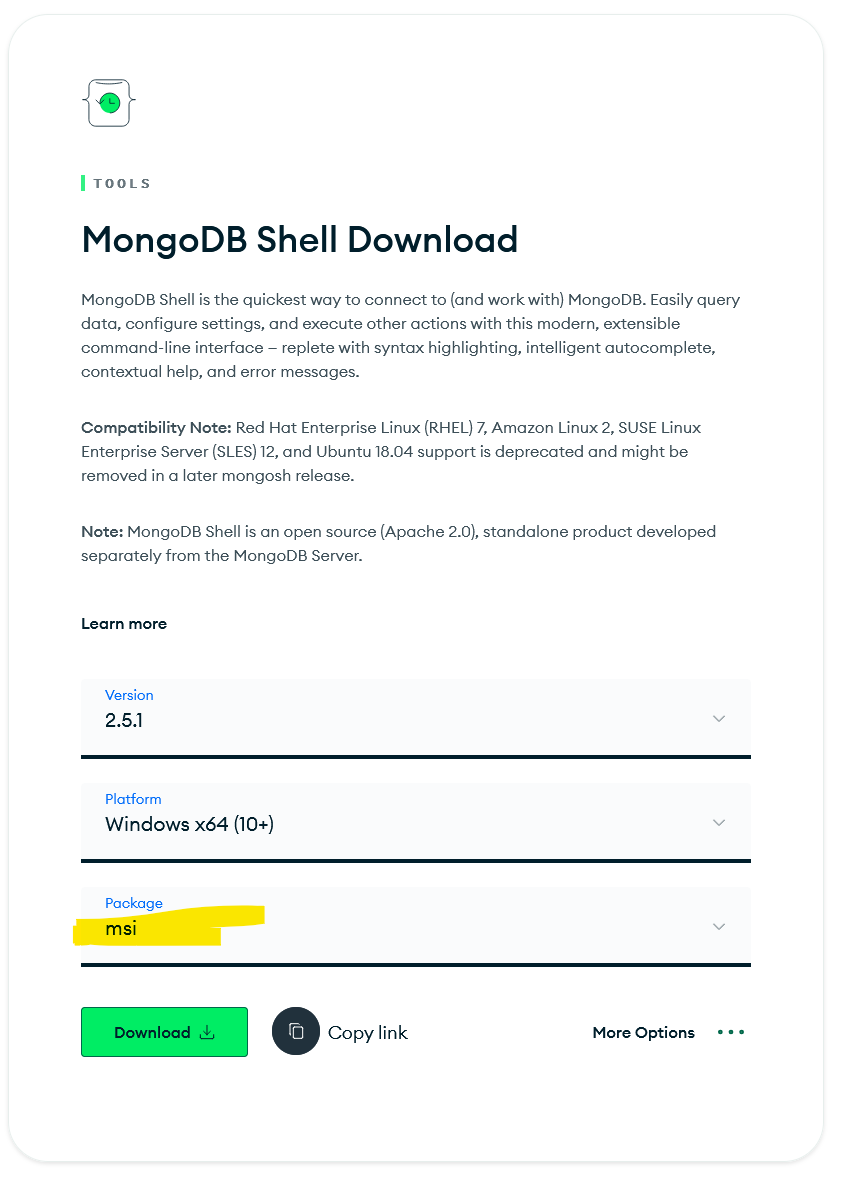 TOOLS
MongoDB Shell Download
MongoDB Shell is the quickest way to connect to (and work with) MongoDB. Easily query
data, configure settings, and execute other actions with this modern, extensible
command-line interface — replete with syntax highlighting, intelligent autocomplete,
contextual help, and error messages.
Compatibility Note: Red Hat Enterprise Linux (RHEL) 7, Amazon Linux 2, SUSE Linux
Enterprise Server (SLES) 12, and Ubuntu 18.04 support is deprecated and might be
removed in a later mongosh release.
Note: MongoDB Shell is an open source (Apache 2.0), standalone product developed
separately from the MongoDB Server.
Learn more
Version
2.5.1
Platform
Windows x64 (10+)
Package
msi
Download Copy link More Options